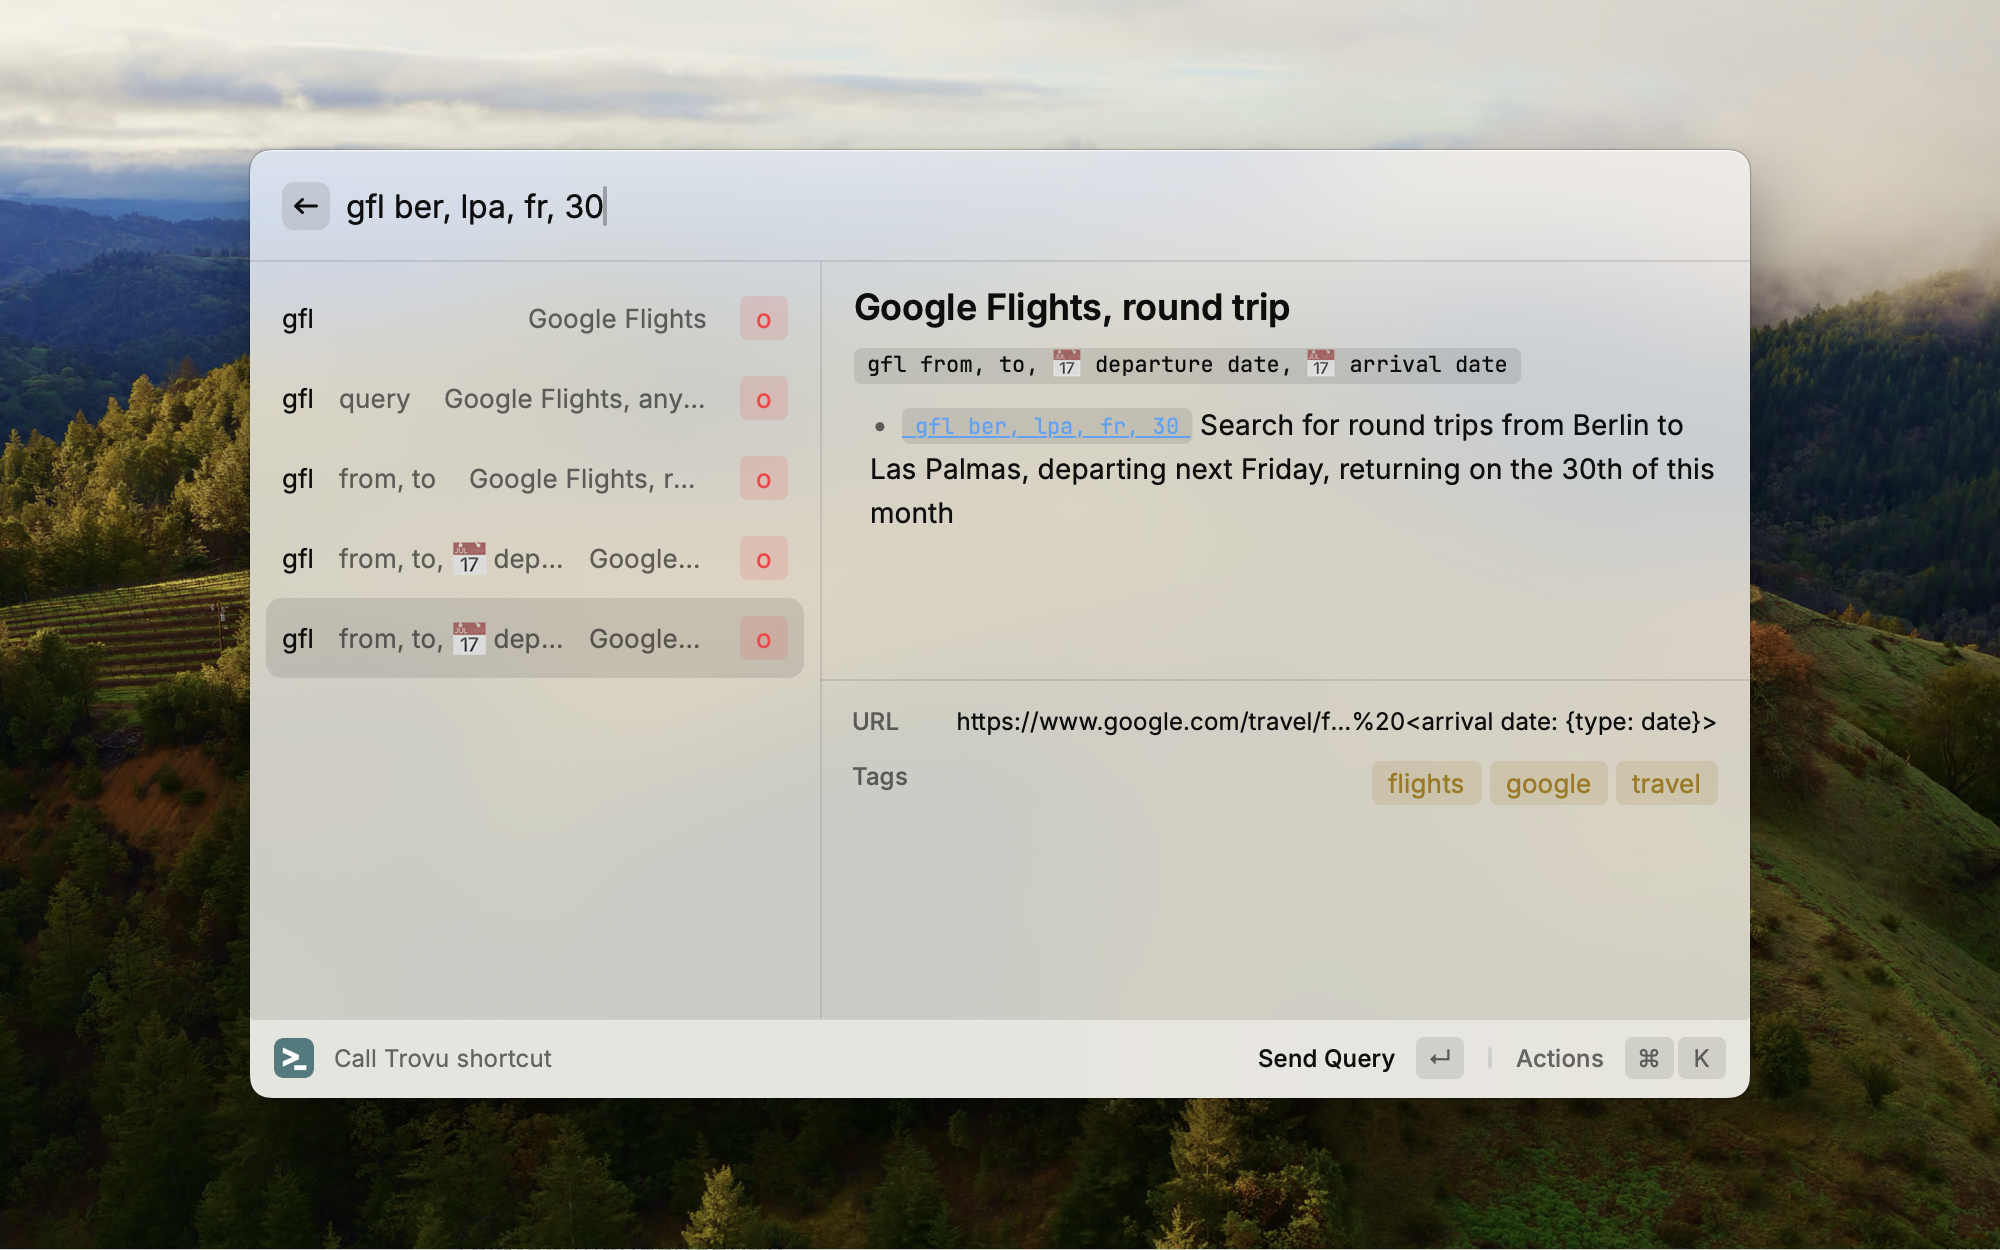 gfl ber, lpa, fr, 30
gfl Google Flights o
gfl query Google Flights, any... o
gfl from, to Google Flights, r... o
gfl from, to, 📅 dep... Google... o
gfl from, to, 📅 dep... Google... o
Google Flights, round trip
gfl from, to, 📅 departure date, 📅 arrival date
• gfl ber, lpa, fr, 30 Search for round trips from Berlin to
Las Palmas, departing next Friday, returning on the 30th of this
month
URL https://www.google.com/travel/f...%20<arrival date: {type: date}>
Tags flights google travel
Call Trovu shortcut Send Query ↵ Actions ⌘ K